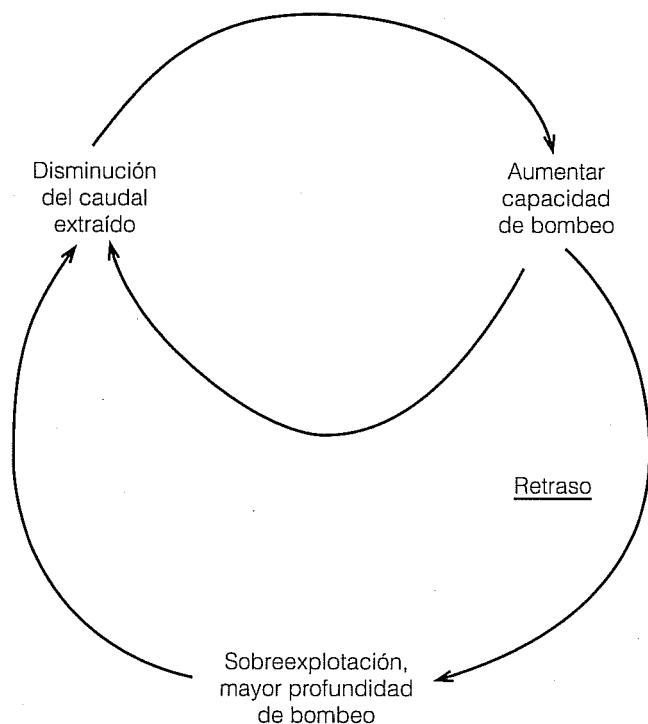 Disminución
del caudal
extraído
Aumentar
capacidad
de bombeo
Retraso
Sobreexplotación,
mayor profundidad
de bombeo